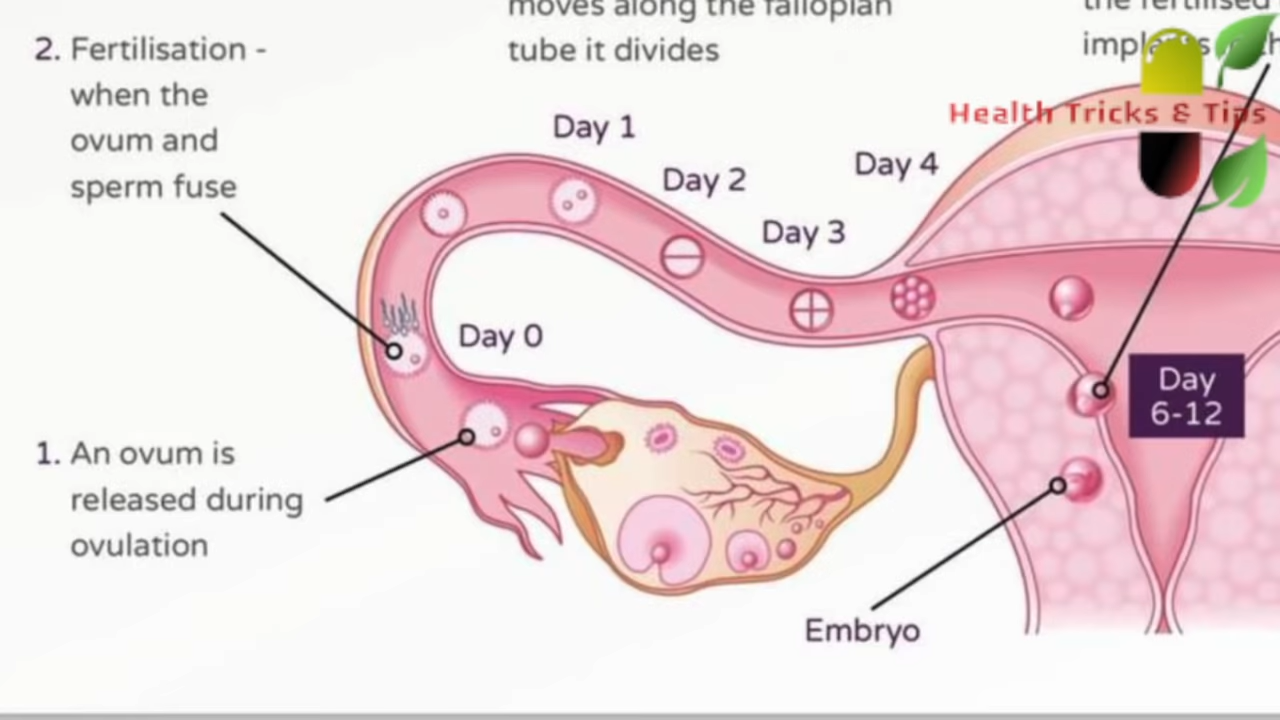 moves along the fallopian
tube it divides
the fertilised
2. Fertilisation -
when the
ovum and
sperm fuse
Day 1
Day 2
Day 3
Day 4
Health Tricks & Tips
Day 0
Day
6-12
1. An ovum is
released during
ovulation
Embryo